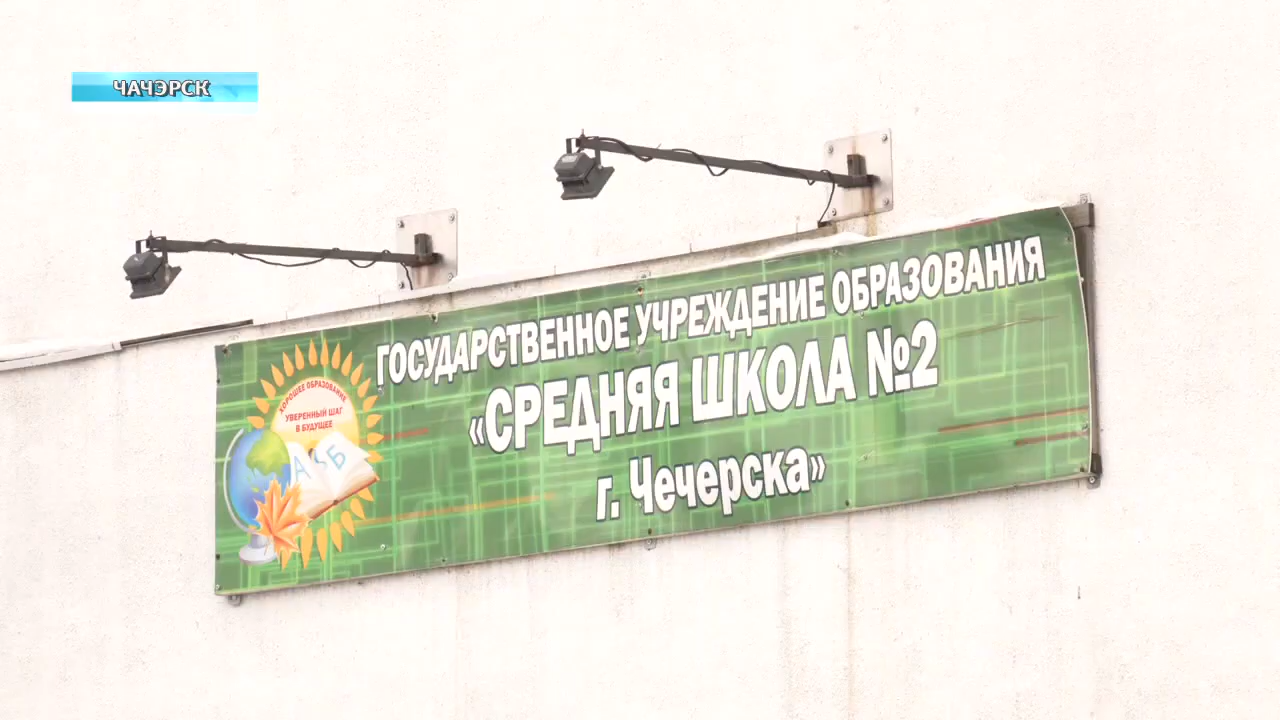 ЧАЧЭРСК
ГОСУДАРСТВЕННОЕ УЧРЕЖДЕНИЕ ОБРАЗОВАНИЯ
«СРЕДНЯЯ ШКОЛА №2
г. Чечерска»
ХОРОШЕЕ ОБРАЗОВАНИЕ
УВЕРЕННЫЙ ШАГ
В БУДУЩЕЕ
А Б